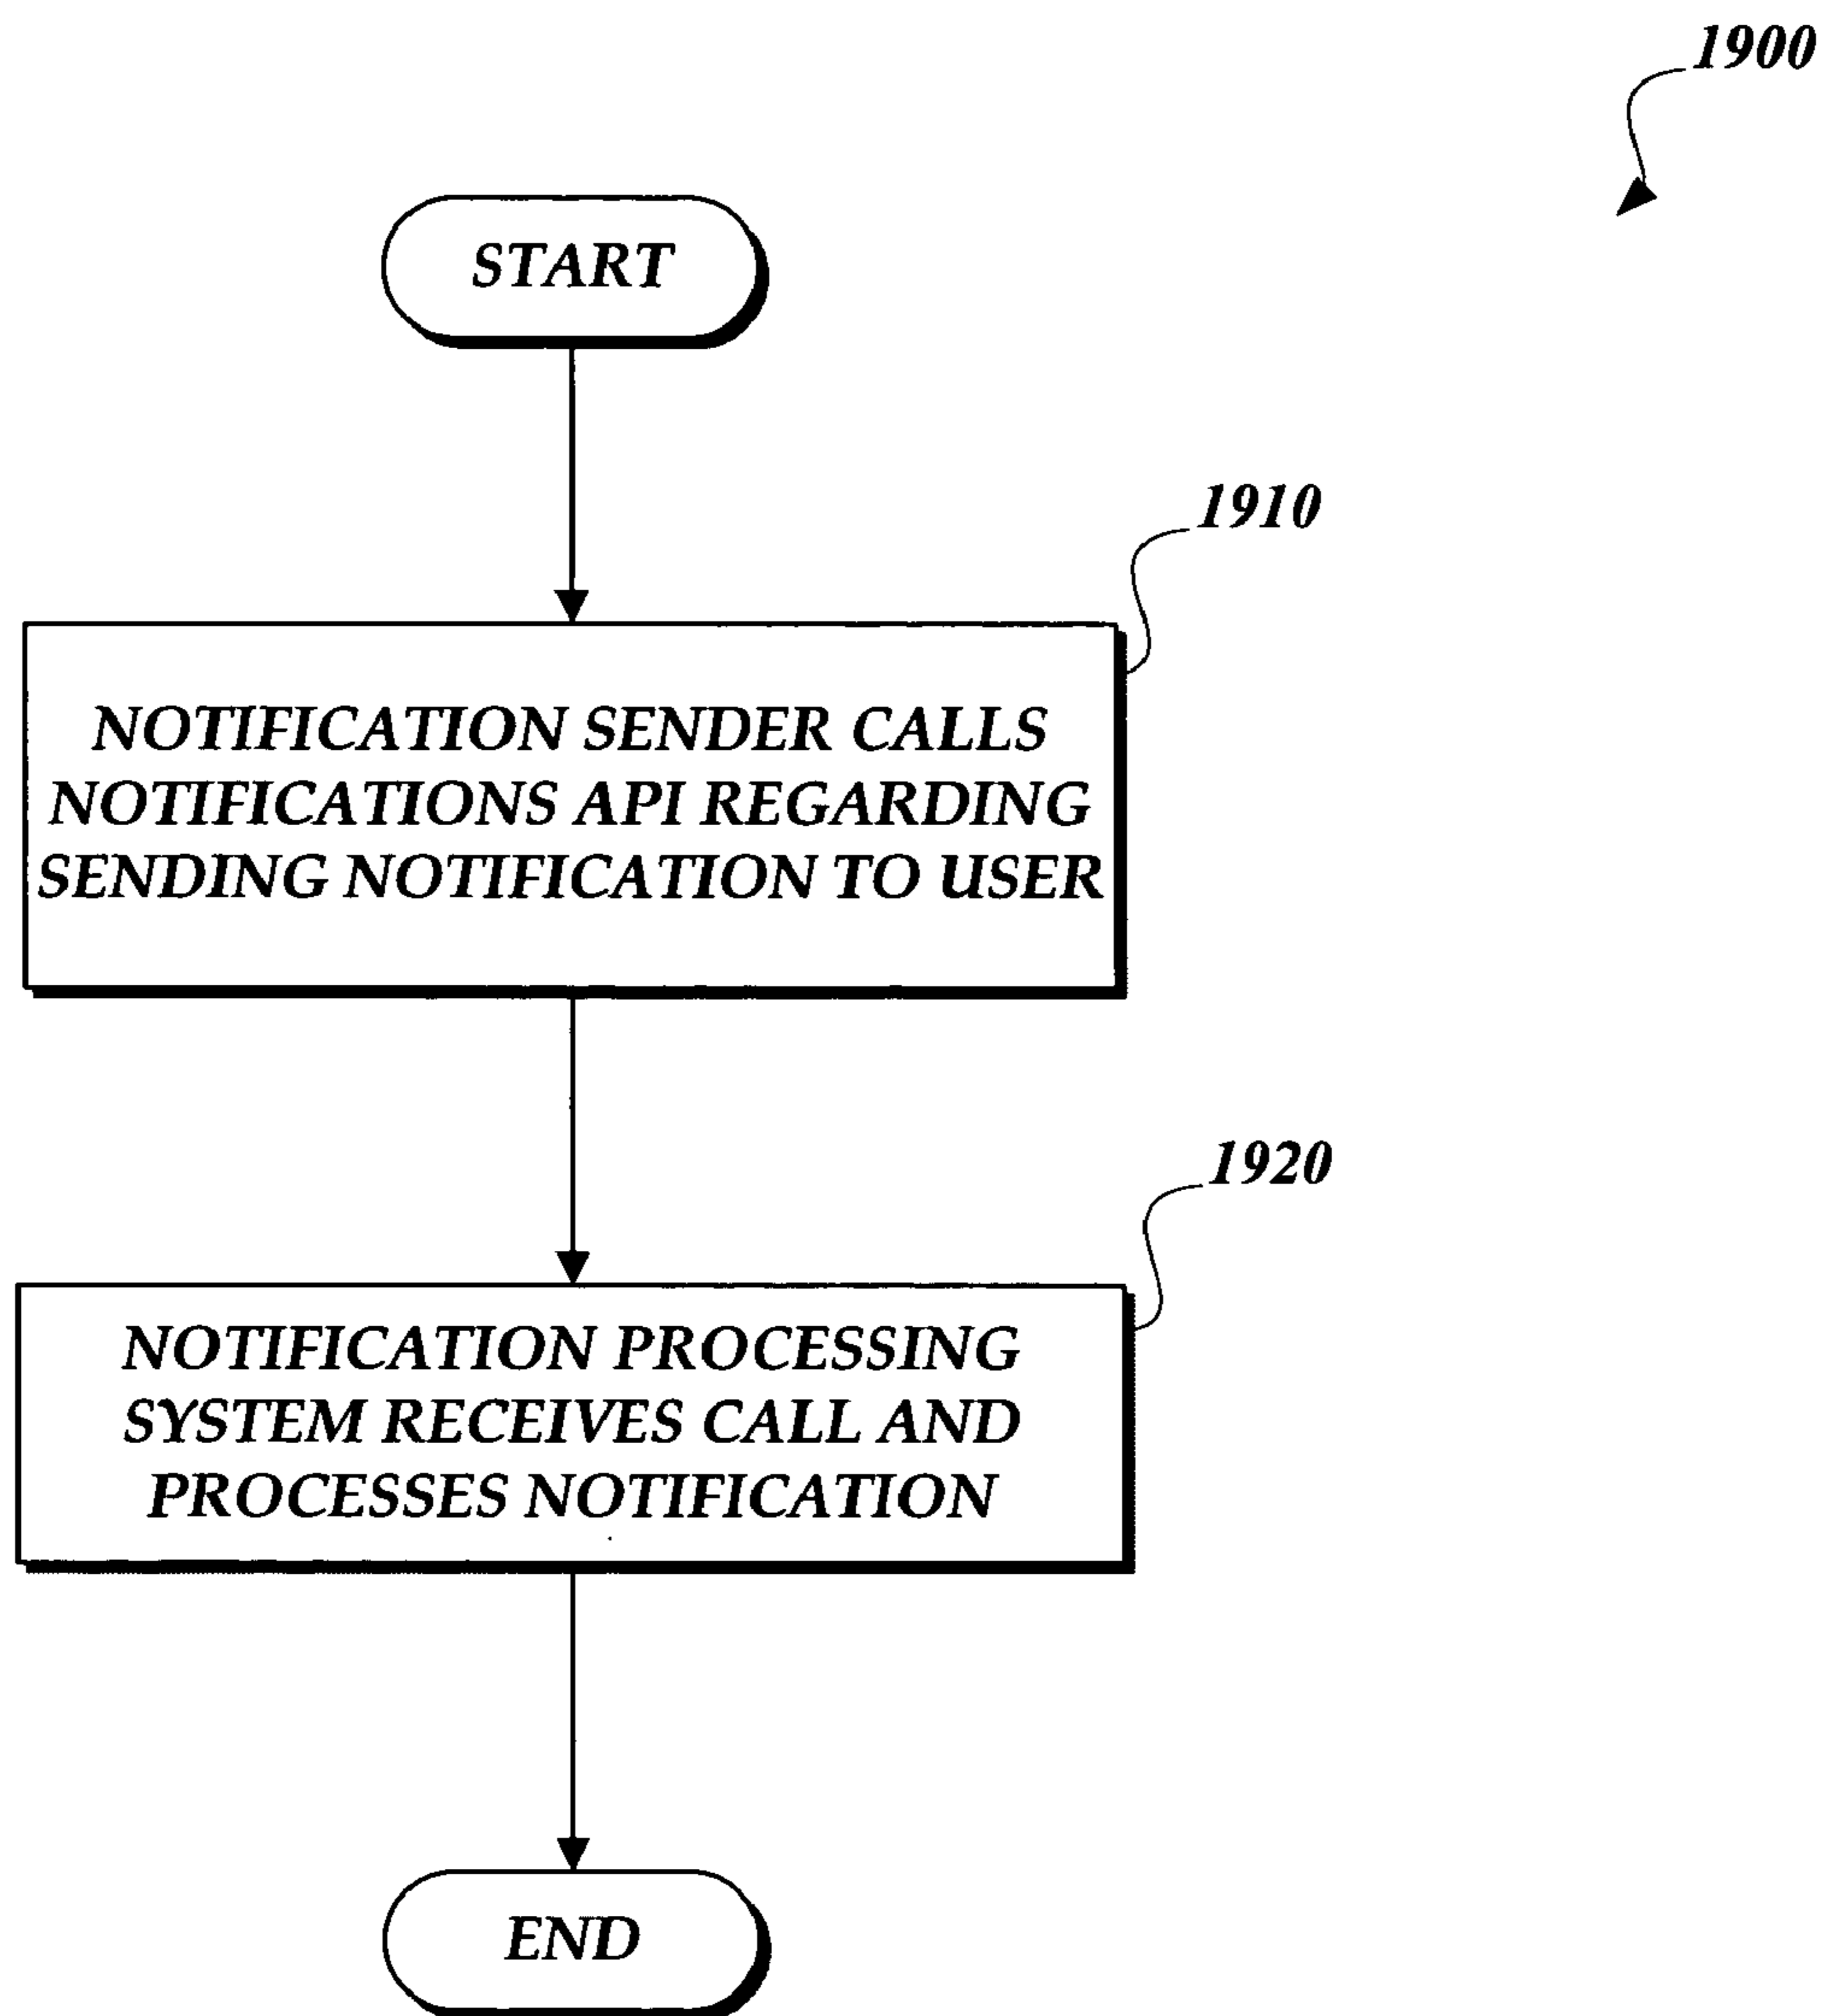 1900
START
1910
NOTIFICATION SENDER CALLS
NOTIFICATIONS API REGARDING
SENDING NOTIFICATION TO USER
1920
NOTIFICATION PROCESSING
SYSTEM RECEIVES CALL AND
PROCESSES NOTIFICATION
END